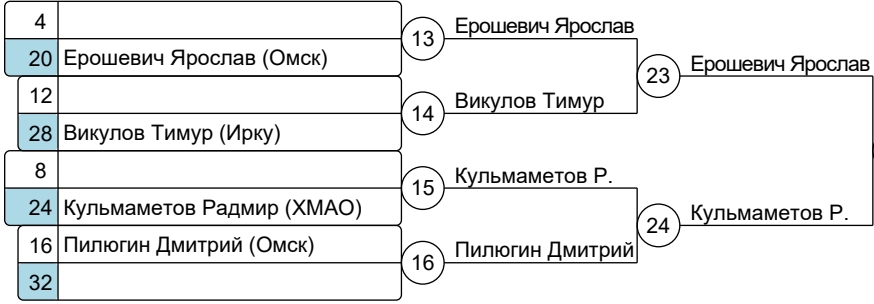 4
13
Ерошевич Ярослав
20 Ерошевич Ярослав (Омск)
23
Ерошевич Ярослав
12
14
Викулов Тимур
28 Викулов Тимур (Ирку)
8
15
Кульмаметов Р.
24 Кульмаметов Радмир (ХМАО)
24
Кульмаметов Р.
16 Пилюгин Дмитрий (Омск)
16
Пилюгин Дмитрий
32